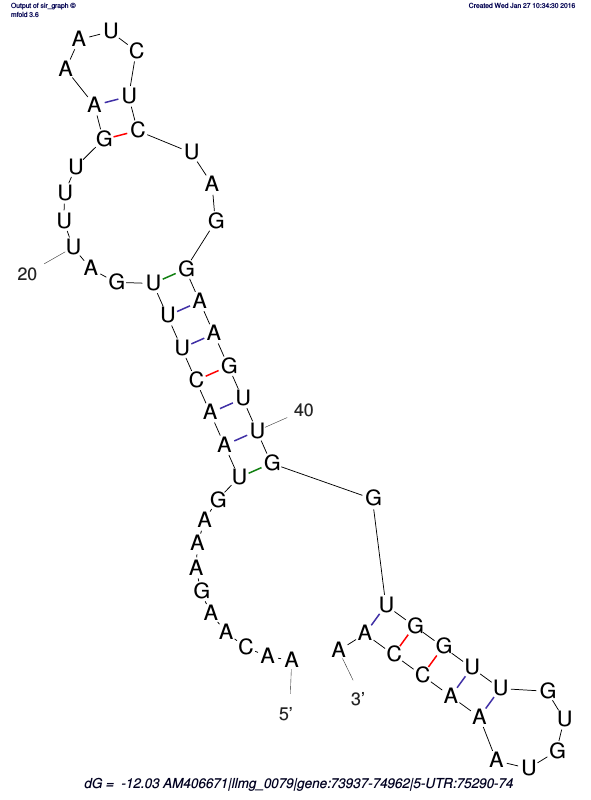 Output of sir_graph ©
mfold 3.6
Created Wed Jan 27 10:34:30 2016
5'
A A C A A G A A A G U A A C U U U G A U
20
U U U G A A A U C U C U A G G A A G U U
40
G G U G G U U G U G U A A A C C A A
3'
dG = -12.03 AM406671|llmg_0079|gene:73937-74962|5-UTR:75290-74